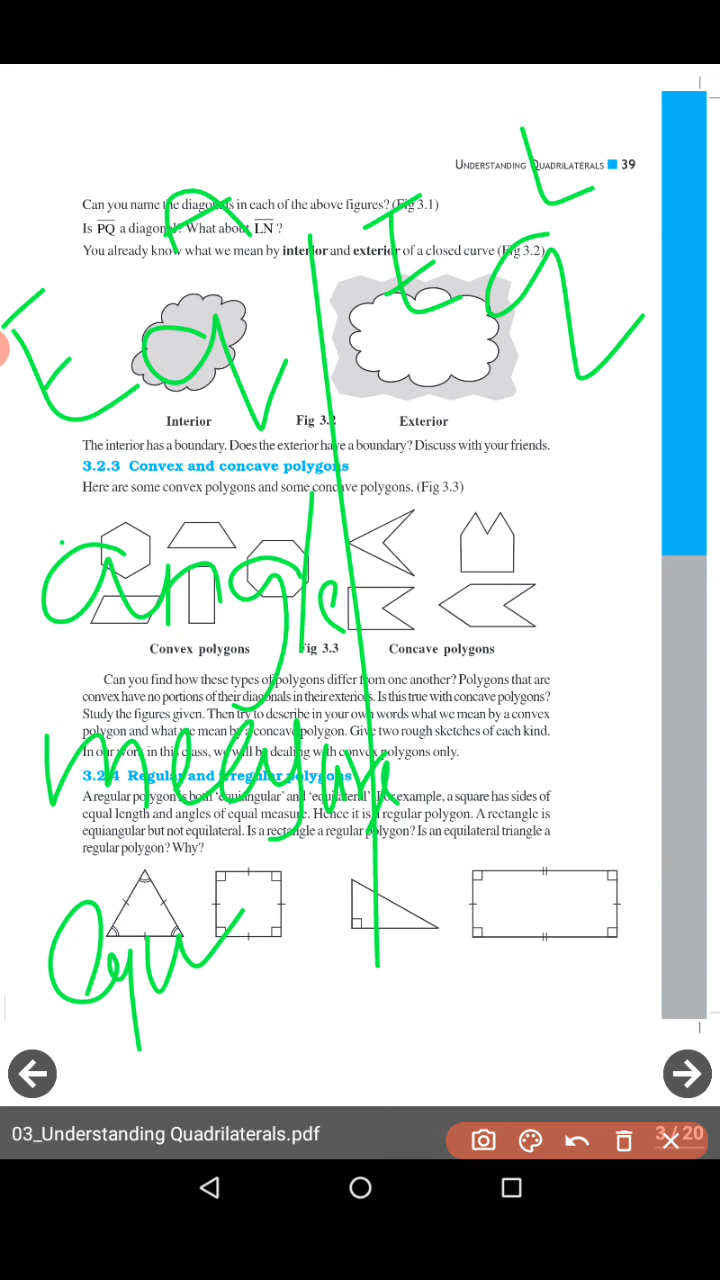 UNDERSTANDING QUADRILATERALS 39
Can you name the diagonals in each of the above figures? (Fig 3.1)
Is PQ a diagonal? What about LN ?
You already know what we mean by interior and exterior of a closed curve (Fig 3.2).
Interior Fig 3.2 Exterior
The interior has a boundary. Does the exterior have a boundary? Discuss with your friends.
3.2.3 Convex and concave polygons
Here are some convex polygons and some concave polygons. (Fig 3.3)
Convex polygons Fig 3.3 Concave polygons
Can you find how these types of polygons differ from one another? Polygons that are
convex have no portions of their diagonals in their exteriors. Is this true with concave polygons?
Study the figures given. Then try to describe in your own words what we mean by a convex
polygon and what we mean by a concave polygon. Give two rough sketches of each kind.
In our work in this class, we will be dealing with convex polygons only.
3.2.4 Regular and irregular polygons
A regular polygon is both ‘equiangular’ and ‘equilateral’. For example, a square has sides of
equal length and angles of equal measure. Hence it is a regular polygon. A rectangle is
equiangular but not equilateral. Is a rectangle a regular polygon? Is an equilateral triangle a
regular polygon? Why?
E A
E L
angle
03_Understanding Quadrilaterals.pdf
3/20